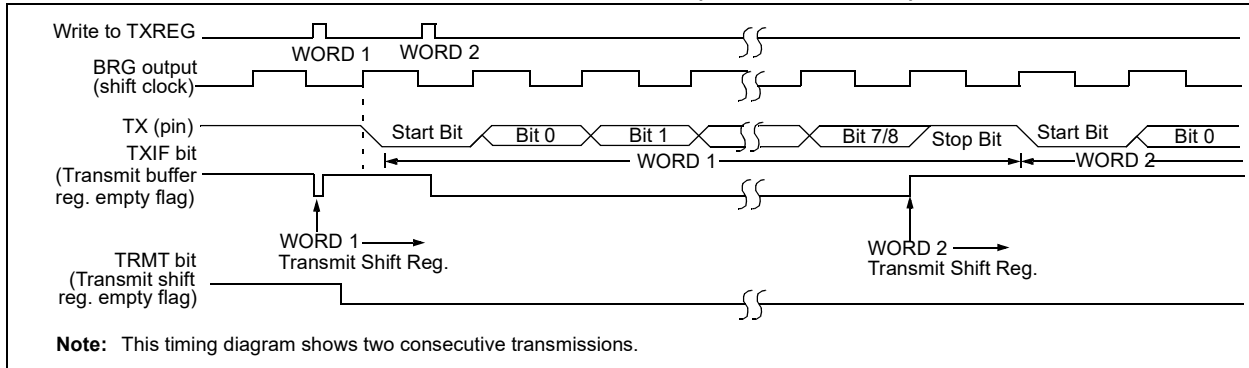 Write to TXREG
WORD 1
WORD 2
BRG output
(shift clock)
TX (pin)
Start Bit
Bit 0
Bit 1
Bit 7/8
Stop Bit
Start Bit
Bit 0
TXIF bit
(Transmit buffer
reg. empty flag)
WORD 1
WORD 2
WORD 1
Transmit Shift Reg.
WORD 2
Transmit Shift Reg.
TRMT bit
(Transmit shift
reg. empty flag)
Note: This timing diagram shows two consecutive transmissions.